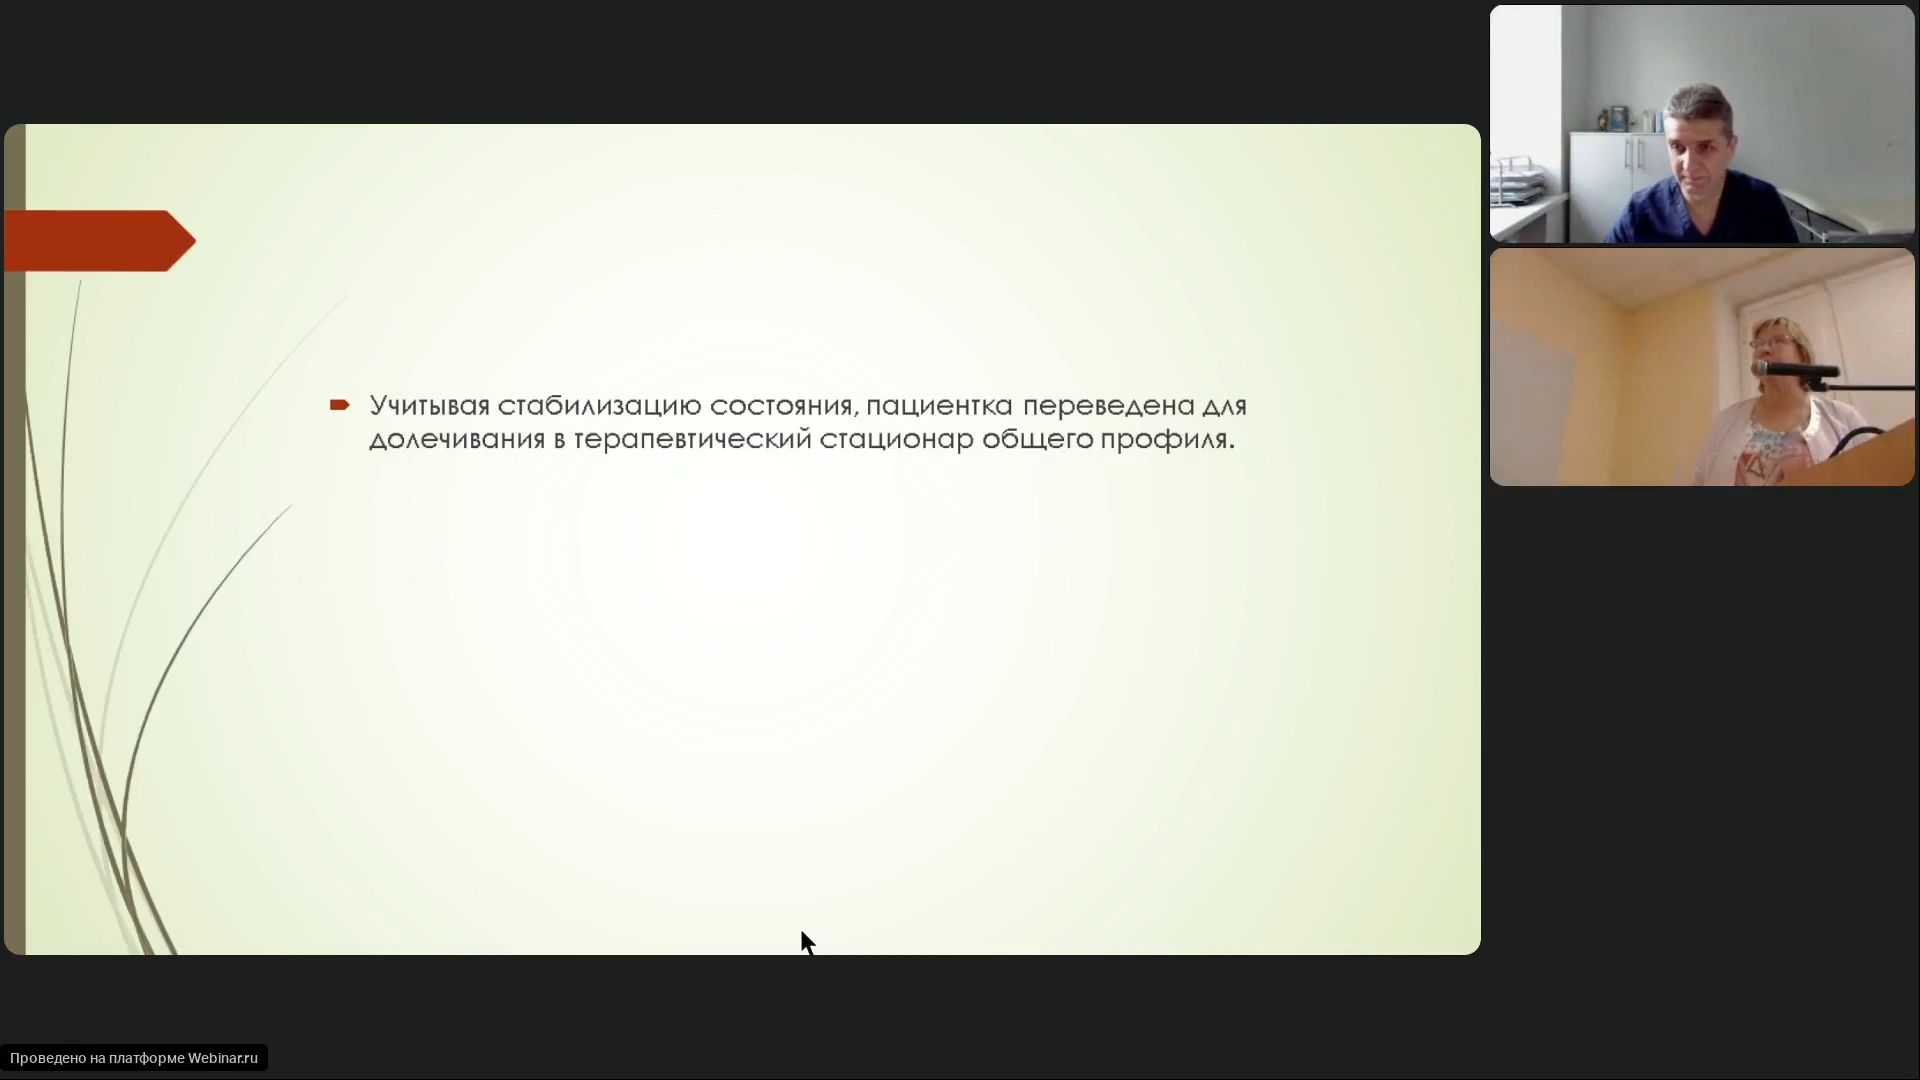 Учитывая стабилизацию состояния, пациентка переведена для
долечивания в терапевтический стационар общего профиля.
Проведено на платформе Webinar.ru